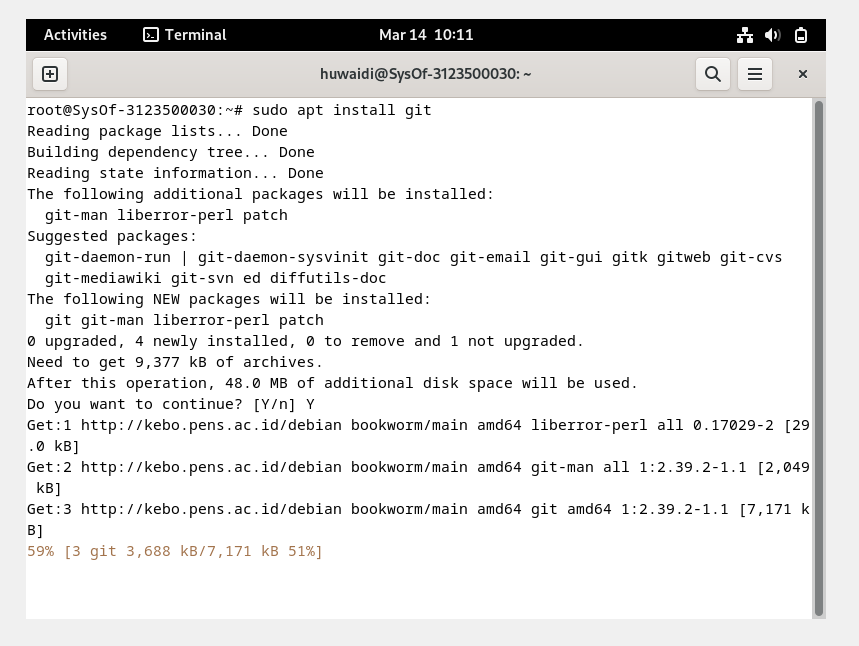 Activities Terminal Mar 14 10:11
huwaidi@SysOf-3123500030: ~
root@SysOf-3123500030:~# sudo apt install git
Reading package lists... Done
Building dependency tree... Done
Reading state information... Done
The following additional packages will be installed:
  git-man liberror-perl patch
Suggested packages:
  git-daemon-run | git-daemon-sysvinit git-doc git-email git-gui gitk gitweb git-cvs
  git-mediawiki git-svn ed diffutils-doc
The following NEW packages will be installed:
  git git-man liberror-perl patch
0 upgraded, 4 newly installed, 0 to remove and 1 not upgraded.
Need to get 9,377 kB of archives.
After this operation, 48.0 MB of additional disk space will be used.
Do you want to continue? [Y/n] Y
Get:1 http://kebo.pens.ac.id/debian bookworm/main amd64 liberror-perl all 0.17029-2 [29
.0 kB]
Get:2 http://kebo.pens.ac.id/debian bookworm/main amd64 git-man all 1:2.39.2-1.1 [2,049
 kB]
Get:3 http://kebo.pens.ac.id/debian bookworm/main amd64 git amd64 1:2.39.2-1.1 [7,171 k
B]
59% [3 git 3,688 kB/7,171 kB 51%]